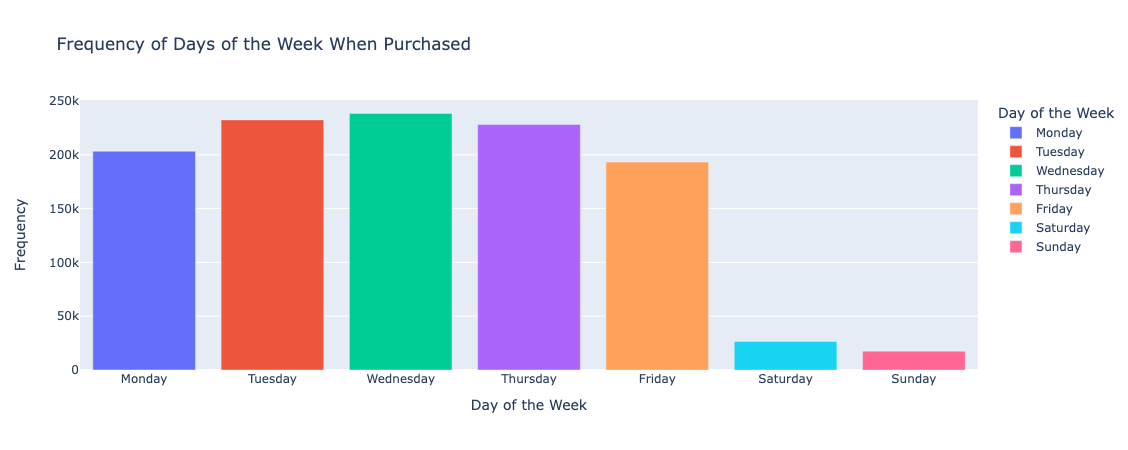 Frequency of Days of the Week When Purchased
250k
200k
150k
100k
50k
0
Frequency
Monday
Tuesday
Wednesday
Thursday
Friday
Saturday
Sunday
Day of the Week
Day of the Week
Monday
Tuesday
Wednesday
Thursday
Friday
Saturday
Sunday